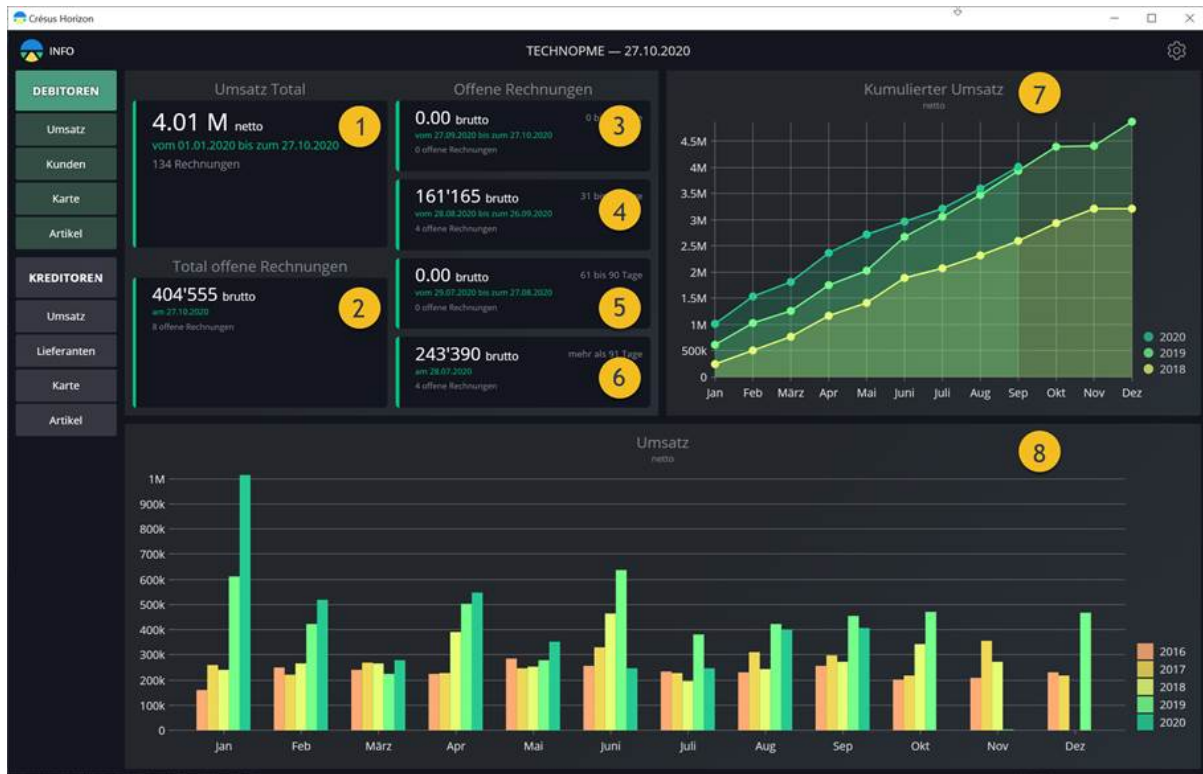 Crésus Horizon
INFO
TECHNOPME — 27.10.2020
DEBITOREN
Umsatz
Kunden
Karte
Artikel
KREDITOREN
Umsatz
Lieferanten
Karte
Artikel
Umsatz Total
4.01 M netto
vom 01.01.2020 bis zum 27.10.2020
134 Rechnungen
1
Total offene Rechnungen
404'555 brutto
am 27.10.2020
8 offene Rechnungen
2
Offene Rechnungen
0.00 brutto
vom 27.09.2020 bis zum 27.10.2020
0 offene Rechnungen
3
161'165 brutto
31
vom 28.08.2020 bis zum 26.09.2020
4 offene Rechnungen
4
0.00 brutto
61 bis 90 Tage
vom 29.07.2020 bis zum 27.08.2020
0 offene Rechnungen
5
243'390 brutto
mehr als 91 Tage
am 28.07.2020
4 offene Rechnungen
6
Kumulierter Umsatz
netto
7
4.5M
4M
3.5M
3M
2.5M
2M
1.5M
1M
500k
0
Jan Feb März Apr Mai Juni Juli Aug Sep Okt Nov Dez
2020
2019
2018
Umsatz
netto
8
1M
900k
800k
700k
600k
500k
400k
300k
200k
100k
0
Jan Feb März Apr Mai Juni Juli Aug Sep Okt Nov Dez
2016
2017
2018
2019
2020